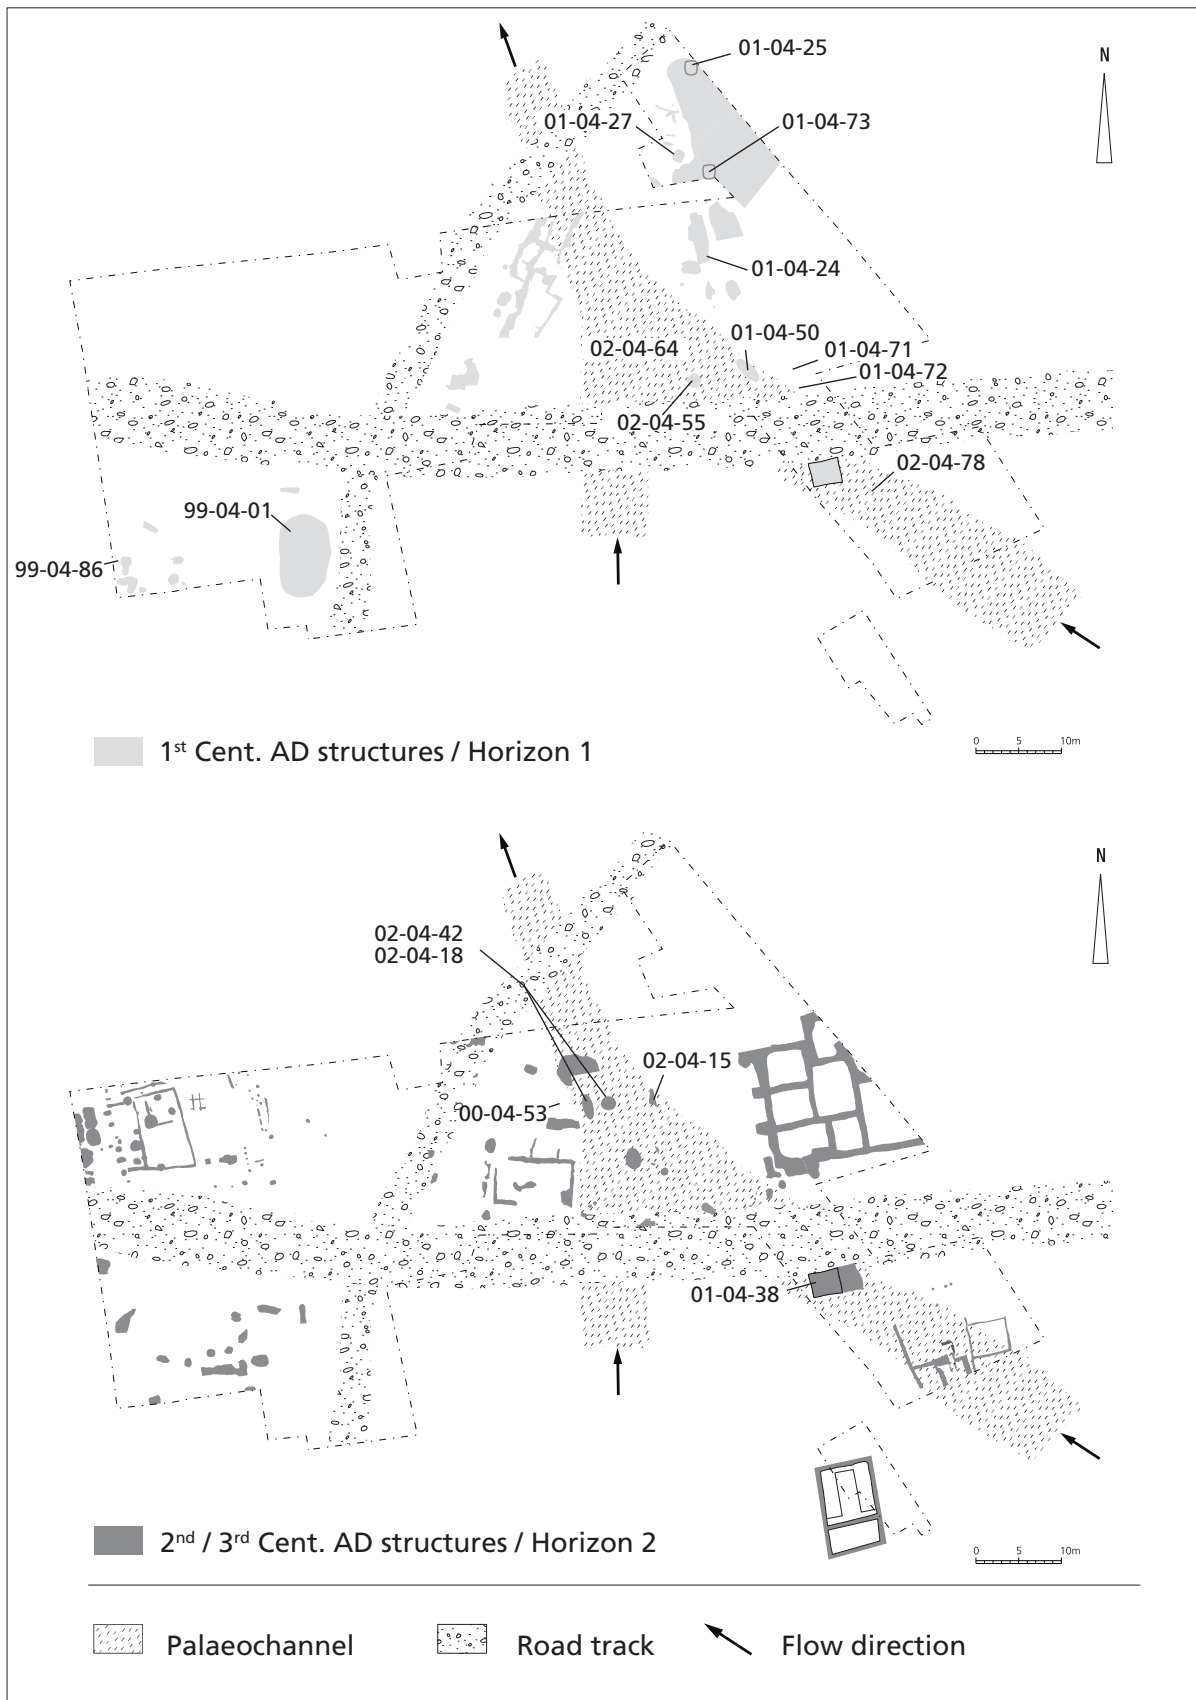 01-04-25
N
01-04-27
01-04-73
01-04-24
01-04-50
02-04-64
01-04-71
01-04-72
02-04-55
02-04-78
99-04-01
99-04-86
1st Cent. AD structures / Horizon 1
0 5 10m
N
02-04-42
02-04-18
02-04-15
00-04-53
01-04-38
2nd / 3rd Cent. AD structures / Horizon 2
0 5 10m
Palaeochannel
Road track
Flow direction